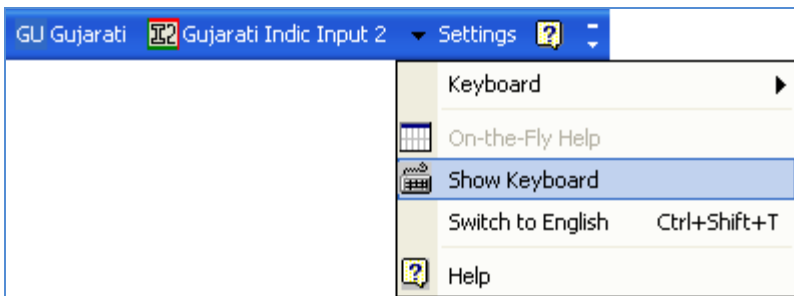 GU Gujarati I2 Gujarati Indic Input 2 Settings ?
Keyboard
On-the-Fly Help
Show Keyboard
Switch to English Ctrl+Shift+T
? Help